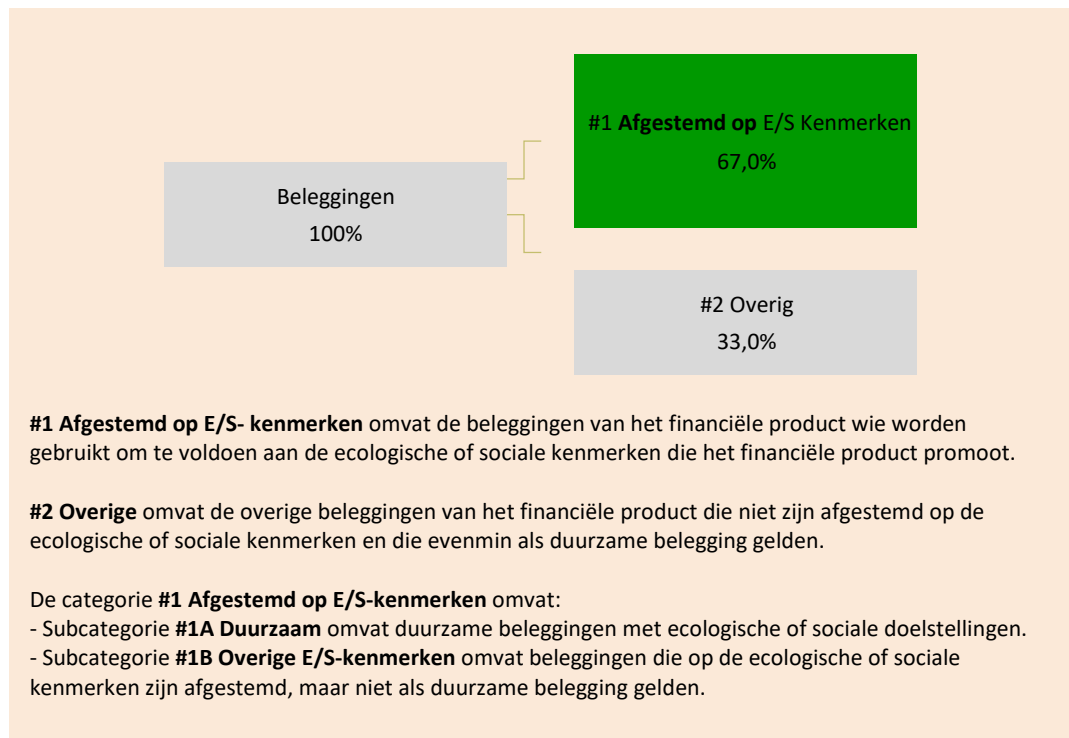 #1 Afgestemd op E/S Kenmerken
67,0%
Beleggingen
100%
#2 Overig
33,0%
#1 Afgestemd op E/S- kenmerken omvat de beleggingen van het financiële product wie worden
gebruikt om te voldoen aan de ecologische of sociale kenmerken die het financiële product promoot.
#2 Overige omvat de overige beleggingen van het financiële product die niet zijn afgestemd op de
ecologische of sociale kenmerken en die evenmin als duurzame belegging gelden.
De categorie #1 Afgestemd op E/S-kenmerken omvat:
- Subcategorie #1A Duurzaam omvat duurzame beleggingen met ecologische of sociale doelstellingen.
- Subcategorie #1B Overige E/S-kenmerken omvat beleggingen die op de ecologische of sociale
kenmerken zijn afgestemd, maar niet als duurzame belegging gelden.